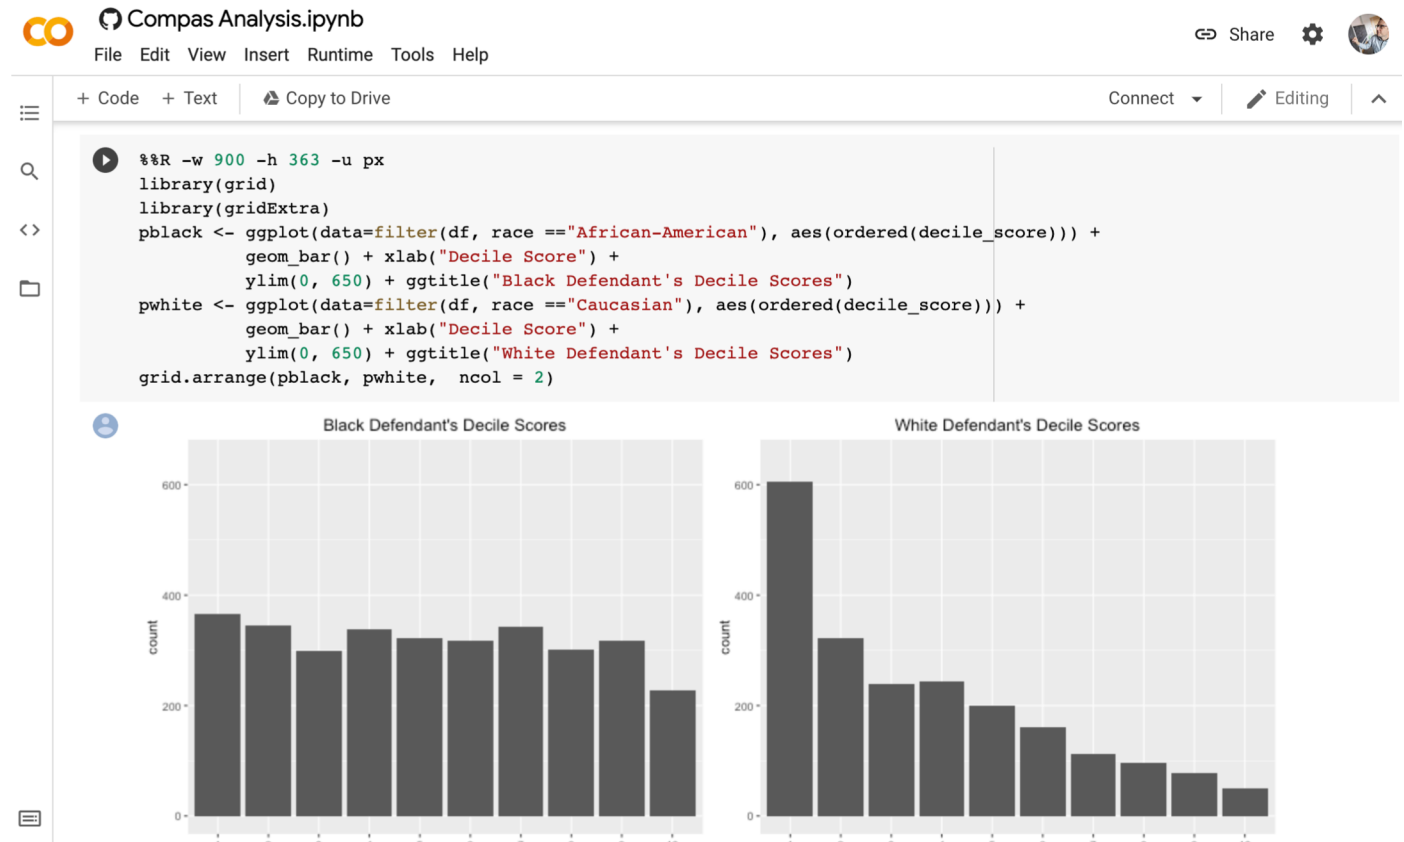 Compas Analysis.ipynb
File Edit View Insert Runtime Tools Help
Share
+ Code + Text Copy to Drive
Connect Editing
%%R -w 900 -h 363 -u px
library(grid)
library(gridExtra)
pblack <- ggplot(data=filter(df, race =="African-American"), aes(ordered(decile_score))) +
geom_bar() + xlab("Decile Score") +
ylim(0, 650) + ggtitle("Black Defendant's Decile Scores")
pwhite <- ggplot(data=filter(df, race =="Caucasian"), aes(ordered(decile_score))) +
geom_bar() + xlab("Decile Score") +
ylim(0, 650) + ggtitle("White Defendant's Decile Scores")
grid.arrange(pblack, pwhite,  ncol = 2)
Black Defendant's Decile Scores
600
400
200
0
count
White Defendant's Decile Scores
600
400
200
0
count